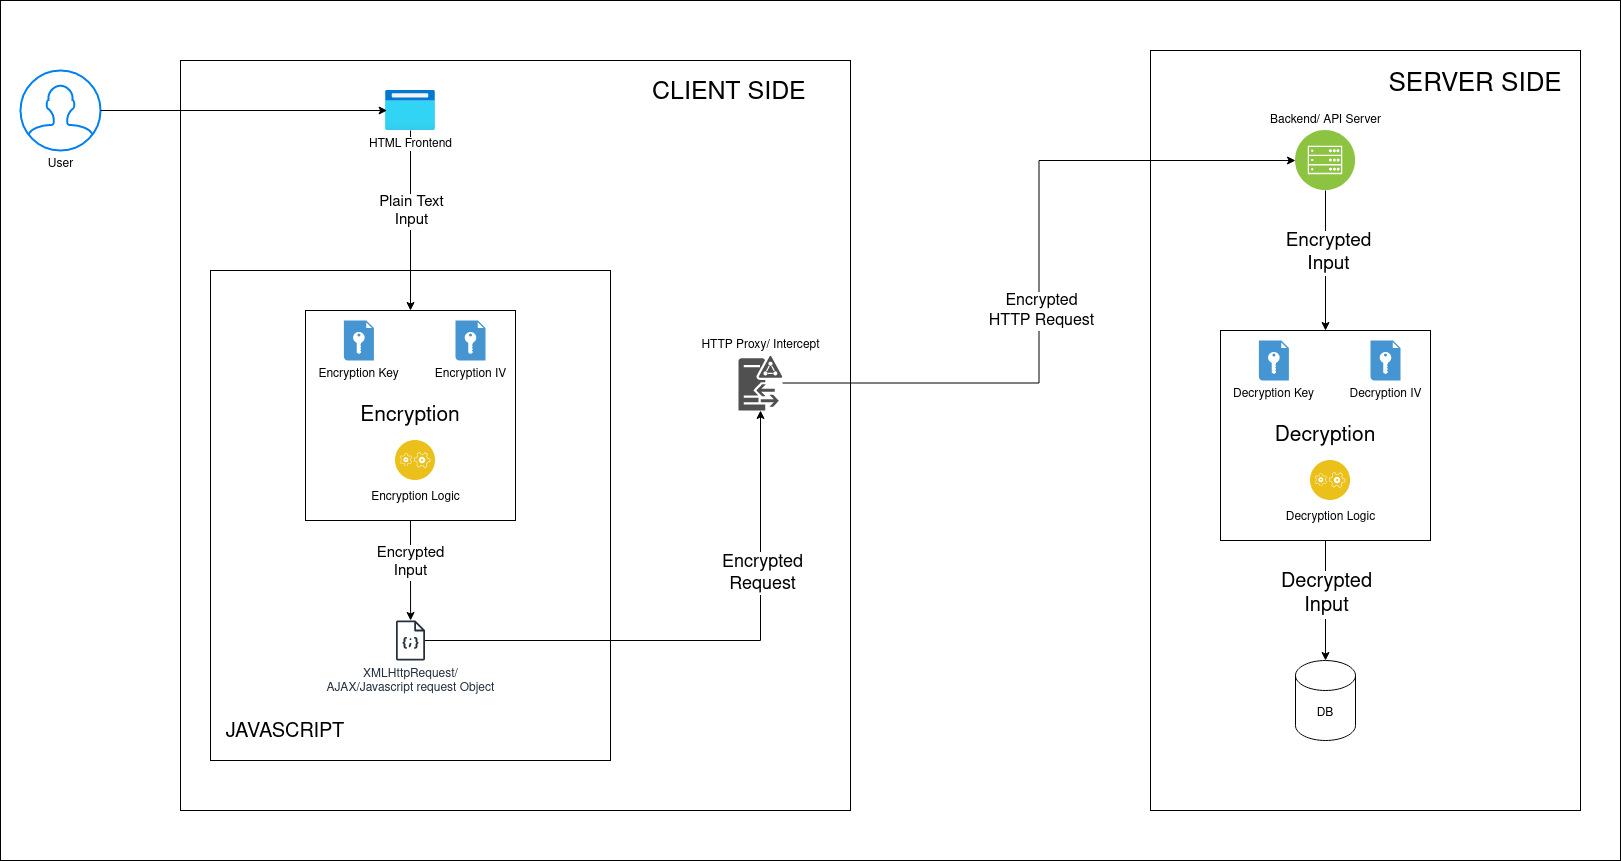 CLIENT SIDE
SERVER SIDE
User
HTML Frontend
Plain Text
Input
Encryption Key
Encryption IV
Encryption
Encryption Logic
Encrypted
Input
{;}
XMLHttpRequest/
AJAX/Javascript request Object
JAVASCRIPT
HTTP Proxy/ Intercept
Encrypted
Request
Encrypted
HTTP Request
Backend/ API Server
Encrypted
Input
Decryption Key
Decryption IV
Decryption
Decryption Logic
Decrypted
Input
DB